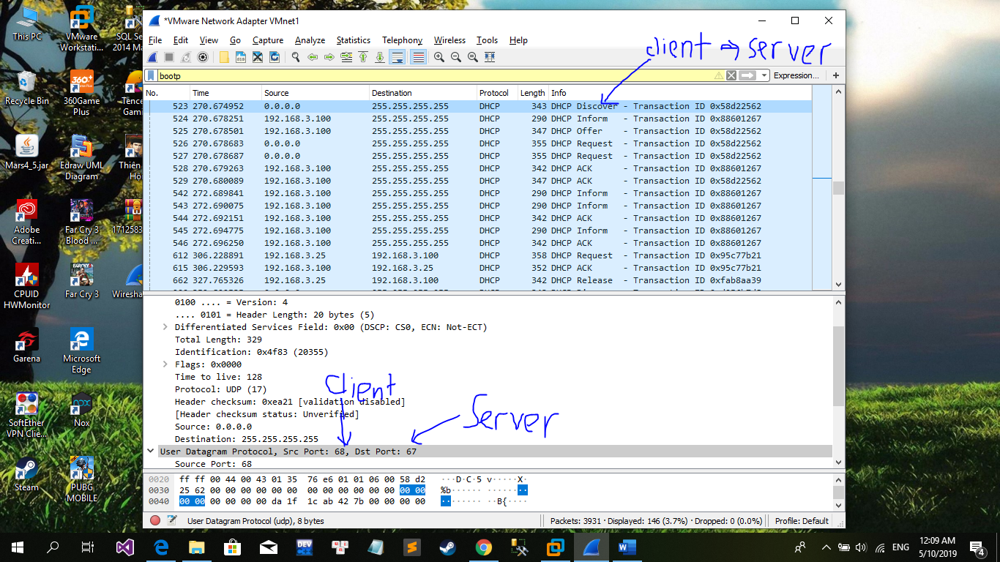 This PC
VMware Workstati...
SQL Se
2014 Ma
Recycle Bin
360Game Plus
Tence
Gam
Mars4_5.jar
Edraw UML Diagram
Thiên
Hộ
Adobe Creati...
Far Cry 3 Blood ...
1712583
CPUID HWMonitor
Far Cry 3
Wiresha
Garena
Microsoft Edge
SoftEther VPN Clie...
Nox
Steam
PUBG MOBILE
*VMware Network Adapter VMnet1
File Edit View Go Capture Analyze Statistics Telephony Wireless Tools Help
client => server
bootp
Expression... +
No. Time Source Destination Protocol Length Info
523 270.674952 0.0.0.0 255.255.255.255 DHCP 343 DHCP Discover - Transaction ID 0x58d22562
524 270.678251 192.168.3.100 255.255.255.255 DHCP 290 DHCP Inform - Transaction ID 0x88601267
525 270.678501 192.168.3.100 255.255.255.255 DHCP 347 DHCP Offer - Transaction ID 0x58d22562
526 270.678683 0.0.0.0 255.255.255.255 DHCP 355 DHCP Request - Transaction ID 0x58d22562
527 270.678687 0.0.0.0 255.255.255.255 DHCP 355 DHCP Request - Transaction ID 0x58d22562
528 270.679263 192.168.3.100 255.255.255.255 DHCP 342 DHCP ACK - Transaction ID 0x88601267
529 270.680089 192.168.3.100 255.255.255.255 DHCP 347 DHCP ACK - Transaction ID 0x58d22562
542 272.689841 192.168.3.100 255.255.255.255 DHCP 290 DHCP Inform - Transaction ID 0x88601267
543 272.690075 192.168.3.100 255.255.255.255 DHCP 290 DHCP Inform - Transaction ID 0x88601267
544 272.692151 192.168.3.100 255.255.255.255 DHCP 342 DHCP ACK - Transaction ID 0x88601267
545 272.694775 192.168.3.100 255.255.255.255 DHCP 290 DHCP Inform - Transaction ID 0x88601267
546 272.696250 192.168.3.100 255.255.255.255 DHCP 342 DHCP ACK - Transaction ID 0x88601267
612 306.228891 192.168.3.25 192.168.3.100 DHCP 358 DHCP Request - Transaction ID 0x95c77b21
615 306.229593 192.168.3.100 192.168.3.25 DHCP 352 DHCP ACK - Transaction ID 0x95c77b21
662 327.765326 192.168.3.25 192.168.3.100 DHCP 342 DHCP Release - Transaction ID 0xfab8aa39
0100 .... = Version: 4
.... 0101 = Header Length: 20 bytes (5)
Differentiated Services Field: 0x00 (DSCP: CS0, ECN: Not-ECT)
Total Length: 329
Identification: 0x4f83 (20355)
Flags: 0x0000
Time to live: 128
Protocol: UDP (17)
client
Header checksum: 0xea21 [validation disabled]
[Header checksum status: Unverified]
Server
Source: 0.0.0.0
Destination: 255.255.255.255
User Datagram Protocol, Src Port: 68, Dst Port: 67
Source Port: 68
0020 ff ff 00 44 00 43 01 35 76 e6 01 01 06 00 58 d2 ···D·C·5 v·····X·
0030 25 62 00 00 00 00 00 00 00 00 00 00 00 00 00 00 %b······ ········
0040 00 00 00 00 00 00 da 1f 1c ab 42 7b 00 00 00 00 ········ ··B{····
User Datagram Protocol (udp), 8 bytes
Packets: 3931 · Displayed: 146 (3.7%) · Dropped: 0 (0.0%)
Profile: Default
ENG
12:09 AM
5/10/2019
4